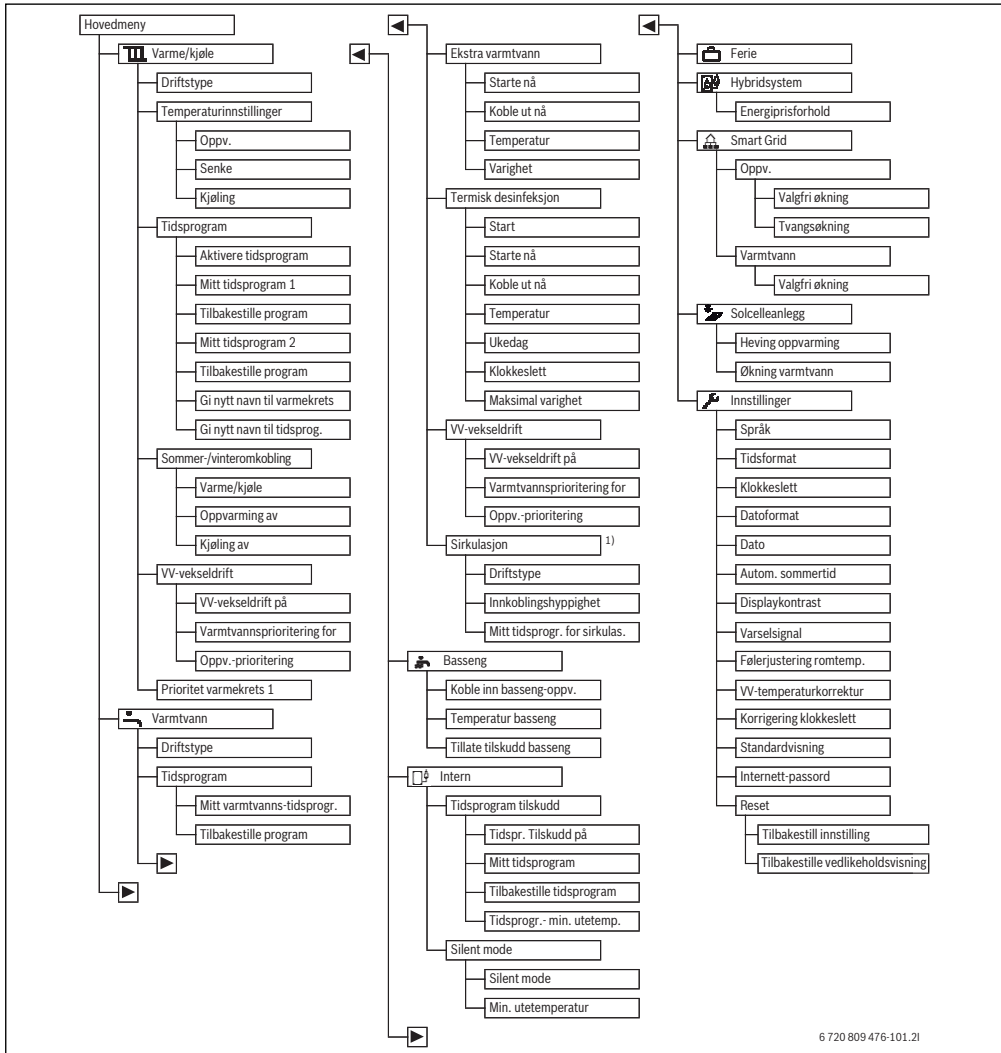 Hovedmeny
Varme/kjøle
Driftstype
Temperaturinnstillinger
Oppv.
Senke
Kjøling
Tidsprogram
Aktivere tidsprogram
Mitt tidsprogram 1
Tilbakestille program
Mitt tidsprogram 2
Tilbakestille program
Gi nytt navn til varmekrets
Gi nytt navn til tidsprog.
Sommer-/vinteromkobling
Varme/kjøle
Oppvarming av
Kjøling av
VV-vekseldrift
VV-vekseldrift på
Varmtvannsprioritering for
Oppv.-prioritering
Prioritet varmekrets 1
Varmtvann
Driftstype
Tidsprogram
Mitt varmtvanns-tidsprogr.
Tilbakestille program
Ekstra varmtvann
Starte nå
Koble ut nå
Temperatur
Varighet
Termisk desinfeksjon
Start
Starte nå
Koble ut nå
Temperatur
Ukedag
Klokkeslett
Maksimal varighet
VV-vekseldrift
VV-vekseldrift på
Varmtvannsprioritering for
Oppv.-prioritering
Sirkulasjon 1)
Driftstype
Innkoblingshyppighet
Mitt tidsprogr. for sirkulas.
Basseng
Koble inn basseng-oppv.
Temperatur basseng
Tillate tilskudd basseng
Intern
Tidsprogram tilskudd
Tidspr. Tilskudd på
Mitt tidsprogram
Tilbakestille tidsprogram
Tidsprogr.- min. utetemp.
Silent mode
Silent mode
Min. utetemperatur
Ferie
Hybridsystem
Energiprisforhold
Smart Grid
Oppv.
Valgfri økning
Tvangsøkning
Varmtvann
Valgfri økning
Solcelleanlegg
Heving oppvarming
Økning varmtvann
Innstillinger
Språk
Tidsformat
Klokkeslett
Datoformat
Dato
Autom. sommertid
Displaykontrast
Varselsignal
Følerjustering romtemp.
VV-temperaturkorrektur
Korrigering klokkeslett
Standardvisning
Internett-passord
Reset
Tilbakestill innstilling
Tilbakestille vedlikeholdsvisning
6 720 809 476-101.2I